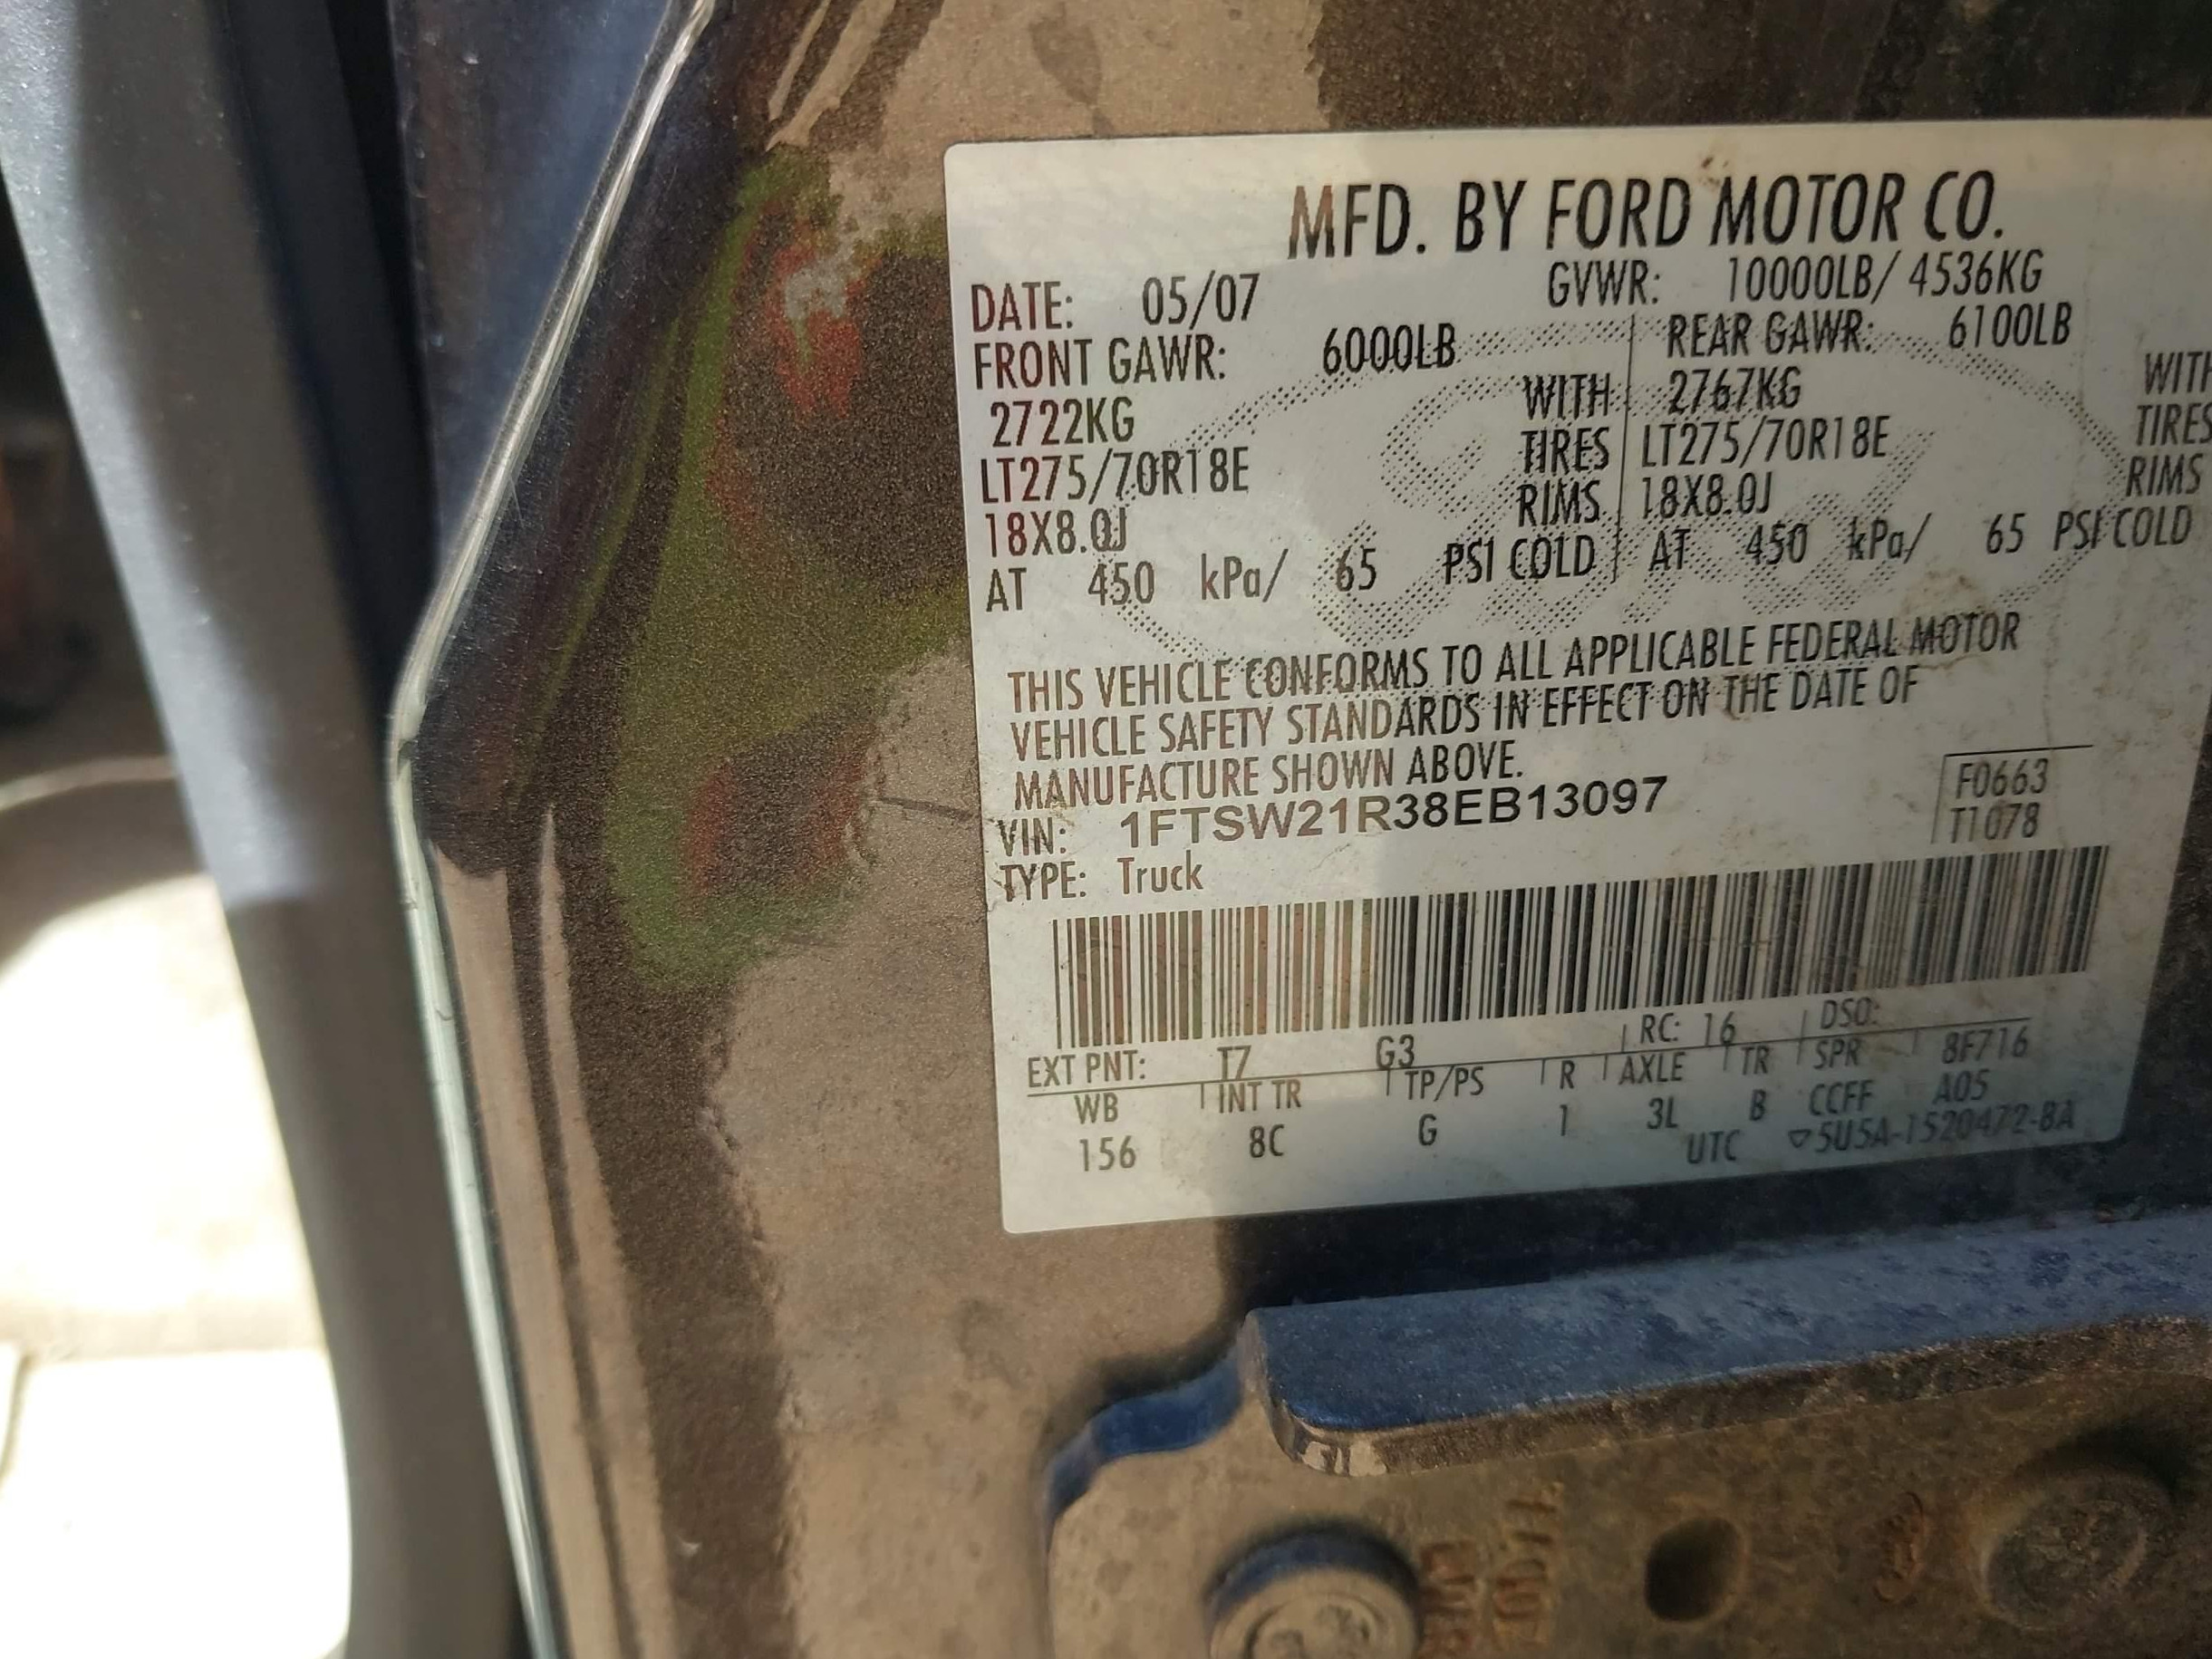 MFD. BY FORD MOTOR CO.
DATE: 05/07 GVWR: 10000LB/ 4536KG
FRONT GAWR: 6000LB REAR GAWR: 6100LB
2722KG WITH 2767KG WITH
LT275/70R18E TIRES LT275/70R18E TIRES
18X8.0J RIMS 18X8.0J RIMS
AT 450 kPa/ 65 PSI COLD AT 450 kPa/ 65 PSI COLD
THIS VEHICLE CONFORMS TO ALL APPLICABLE FEDERAL MOTOR
VEHICLE SAFETY STANDARDS IN EFFECT ON THE DATE OF
MANUFACTURE SHOWN ABOVE.
VIN: 1FTSW21R38EB13097 F0663
TYPE: Truck T1078
EXT PNT: T7 G3 RC: 16 DSO:
WB INT TR TP/PS R AXLE TR SPR 8F716
156 8C G 1 3L B CCFF A05
UTC ▽5U5A-1520472-BA